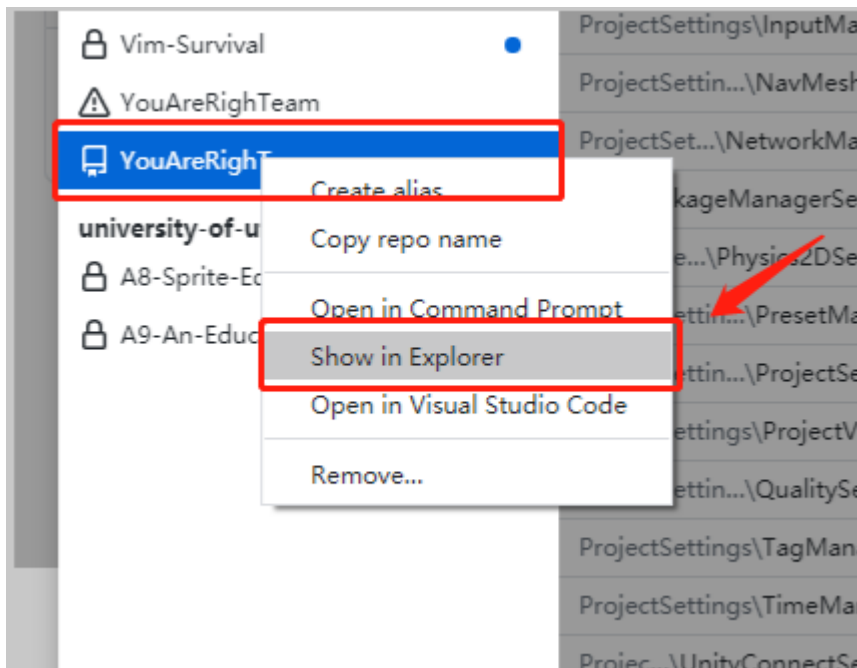 Vim-Survival
YouAreRighTeam
YouAreRighT
university-of-u
A8-Sprite-Ed
A9-An-Educ
Create alias
Copy repo name
Open in Command Prompt
Show in Explorer
Open in Visual Studio Code
Remove...
ProjectSettings\InputMa
ProjectSettin...\NavMesh
ProjectSet...\NetworkMa
kageManagerSe
e...\Physics2DSe
ettin...\PresetMa
ettin...\ProjectSe
ettings\ProjectV
ettin...\QualitySe
ProjectSettings\TagMan
ProjectSettings\TimeMa
Projec...\UnityConnectSe